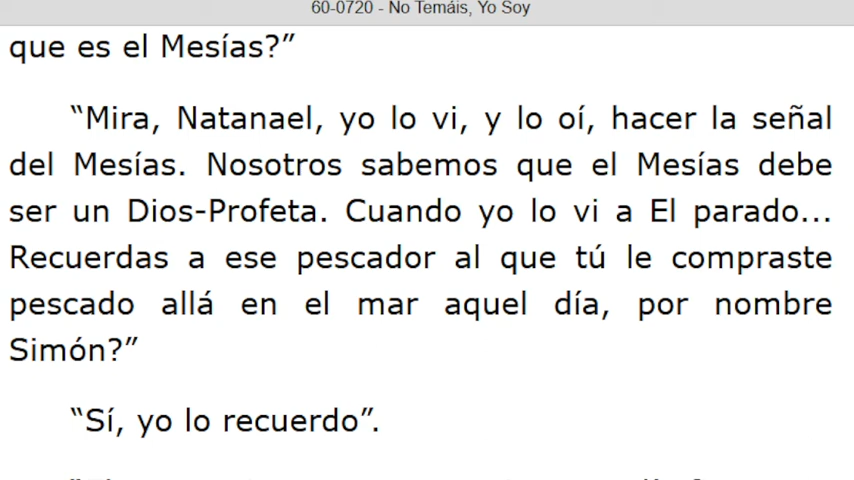 60-0720 - No Temáis, Yo Soy
que es el Mesías?”
“Mira, Natanael, yo lo vi, y lo oí, hacer la señal
del Mesías. Nosotros sabemos que el Mesías debe
ser un Dios-Profeta. Cuando yo lo vi a El parado...
Recuerdas a ese pescador al que tú le compraste
pescado allá en el mar aquel día, por nombre
Simón?”
“Sí, yo lo recuerdo”.